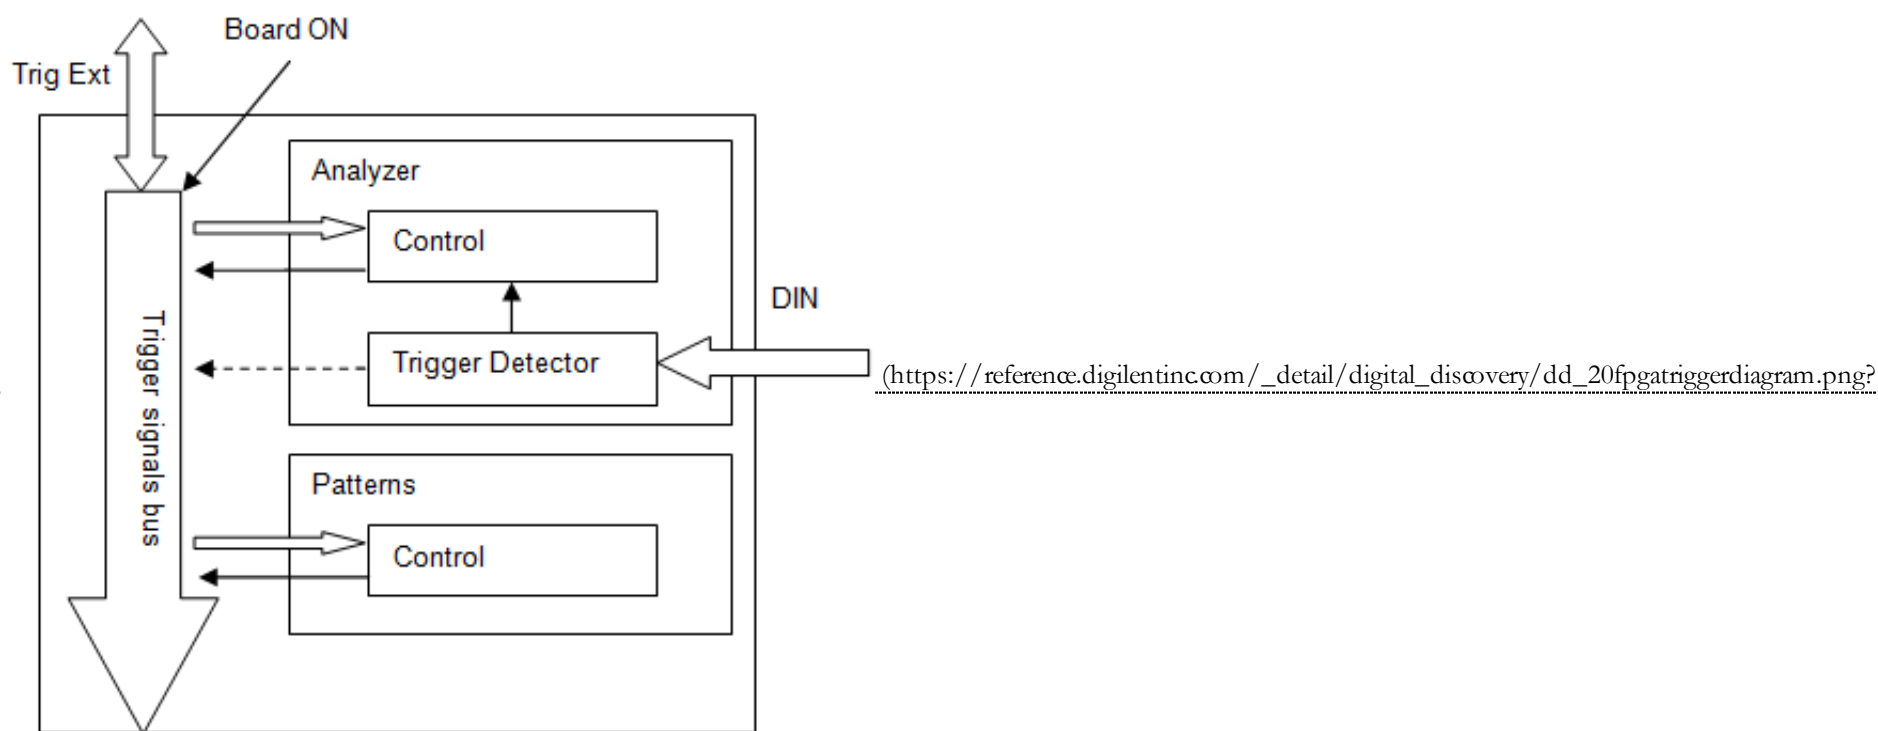 Board ON
Trig Ext
Analyzer
Control
DIN
Trigger Detector
(https://reference.digilentinc.com/_detail/digital_discovery/dd_20fpgatriggerdiagram.png?
Trigger signals bus
Patterns
Control